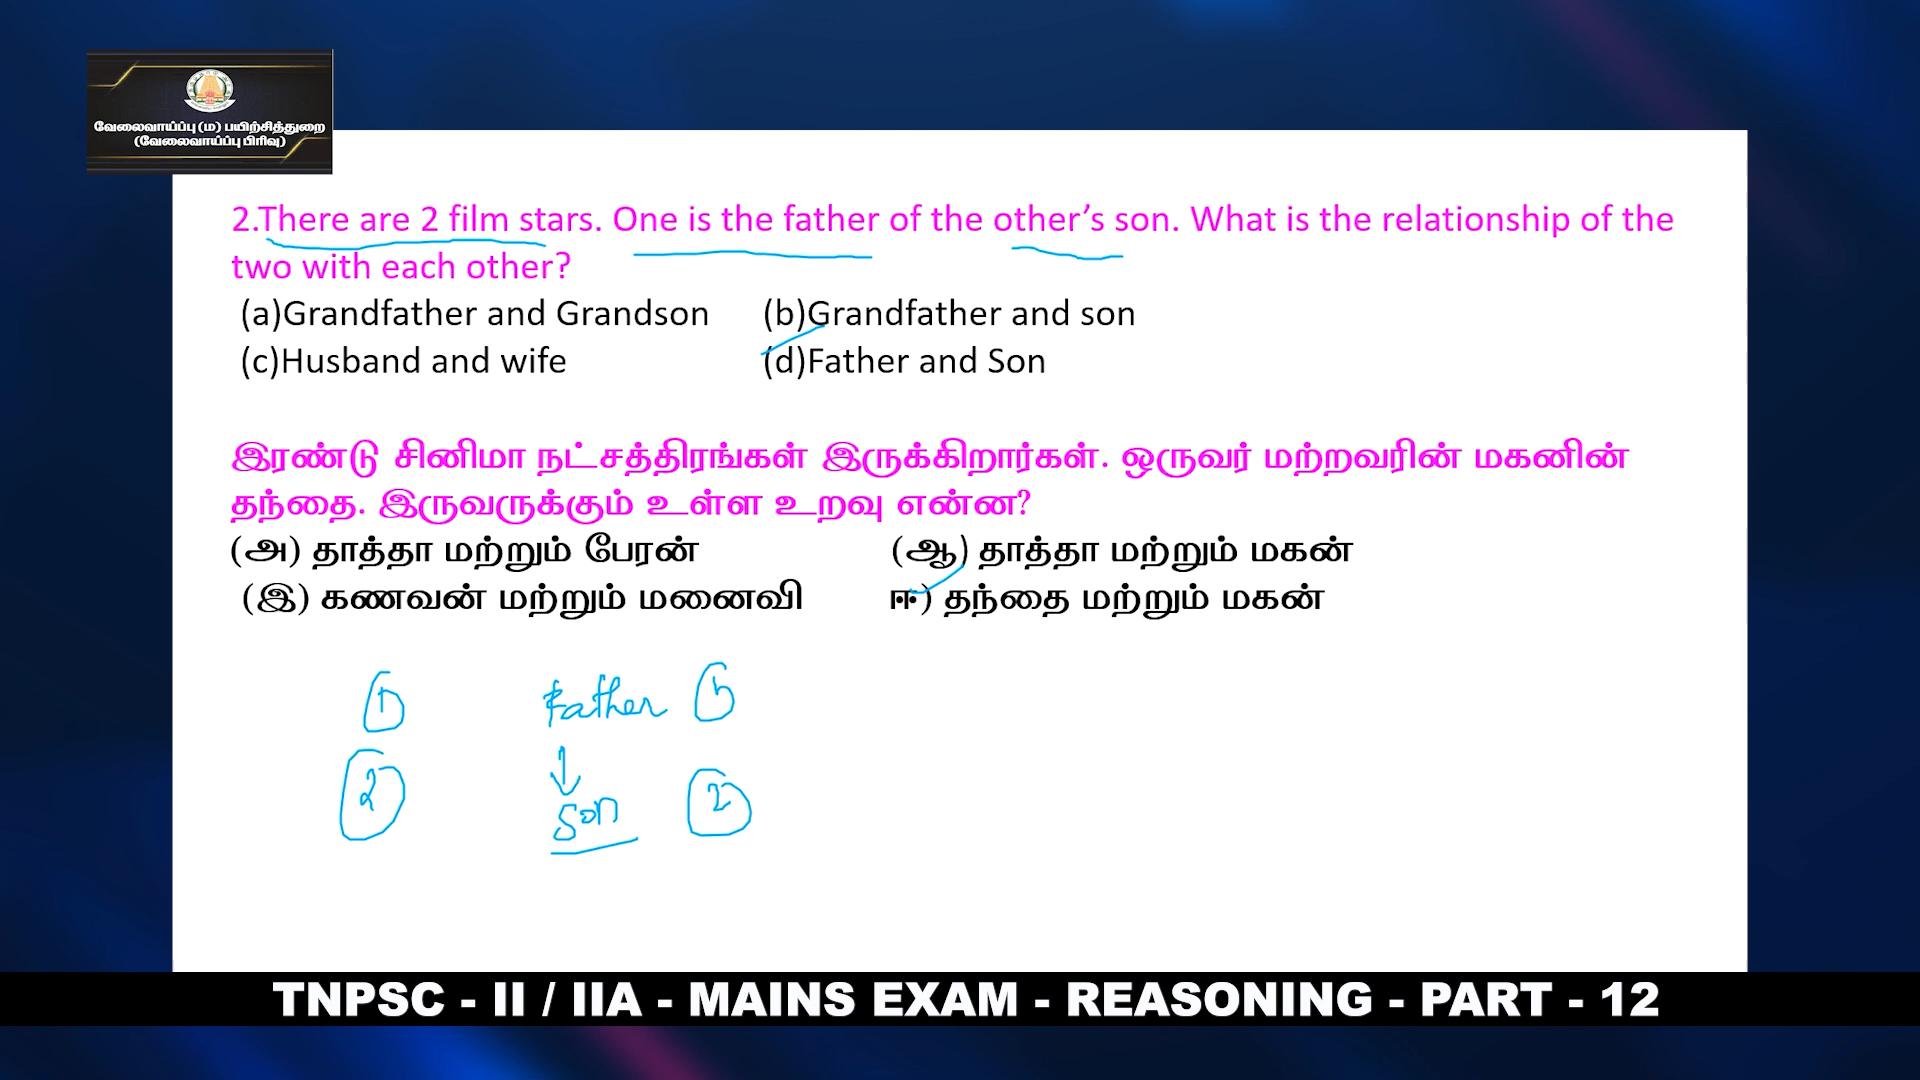 வேலைவாய்ப்பு (ம) பயிற்சித்துறை
(வேலைவாய்ப்பு பிரிவு)
2.There are 2 film stars. One is the father of the other’s son. What is the relationship of the
two with each other?
(a)Grandfather and Grandson (b)Grandfather and son
(c)Husband and wife (d)Father and Son
இரண்டு சினிமா நட்சத்திரங்கள் இருக்கிறார்கள். ஒருவர் மற்றவரின் மகனின்
தந்தை. இருவருக்கும் உள்ள உறவு என்ன?
(அ) தாத்தா மற்றும் பேரன் (ஆ) தாத்தா மற்றும் மகன்
(இ) கணவன் மற்றும் மனைவி ஈ) தந்தை மற்றும் மகன்
1 Father 1
2 Son 2
TNPSC - II / IIA - MAINS EXAM - REASONING - PART - 12